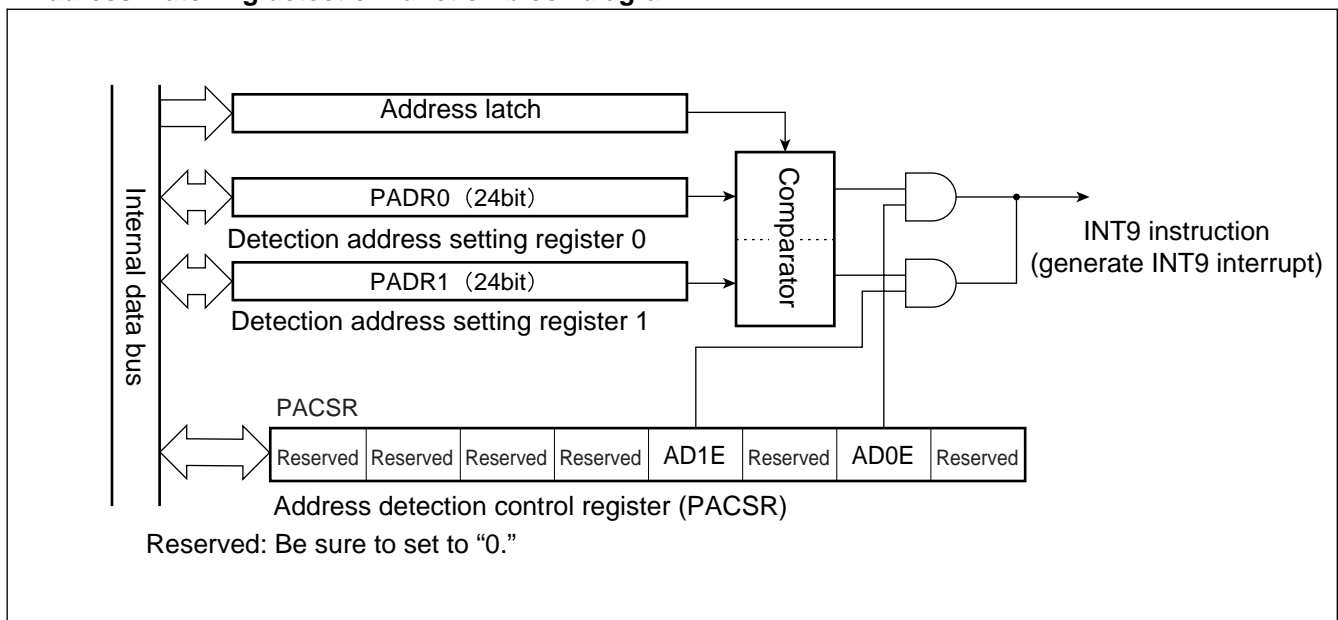 Address latch
PADR0（24bit）
Detection address setting register 0
PADR1（24bit）
Detection address setting register 1
Internal data bus
Comparator
INT9 instruction
(generate INT9 interrupt)
PACSR
Reserved Reserved Reserved Reserved AD1E Reserved AD0E Reserved
Address detection control register (PACSR)
Reserved: Be sure to set to “0.”